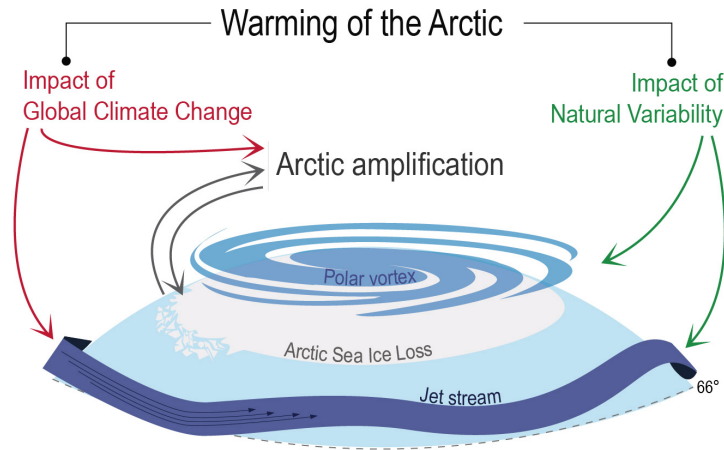 Warming of the Arctic
Impact of
Global Climate Change
Impact of
Natural Variability
Arctic amplification
Polar vortex
Arctic Sea Ice Loss
Jet stream
66°